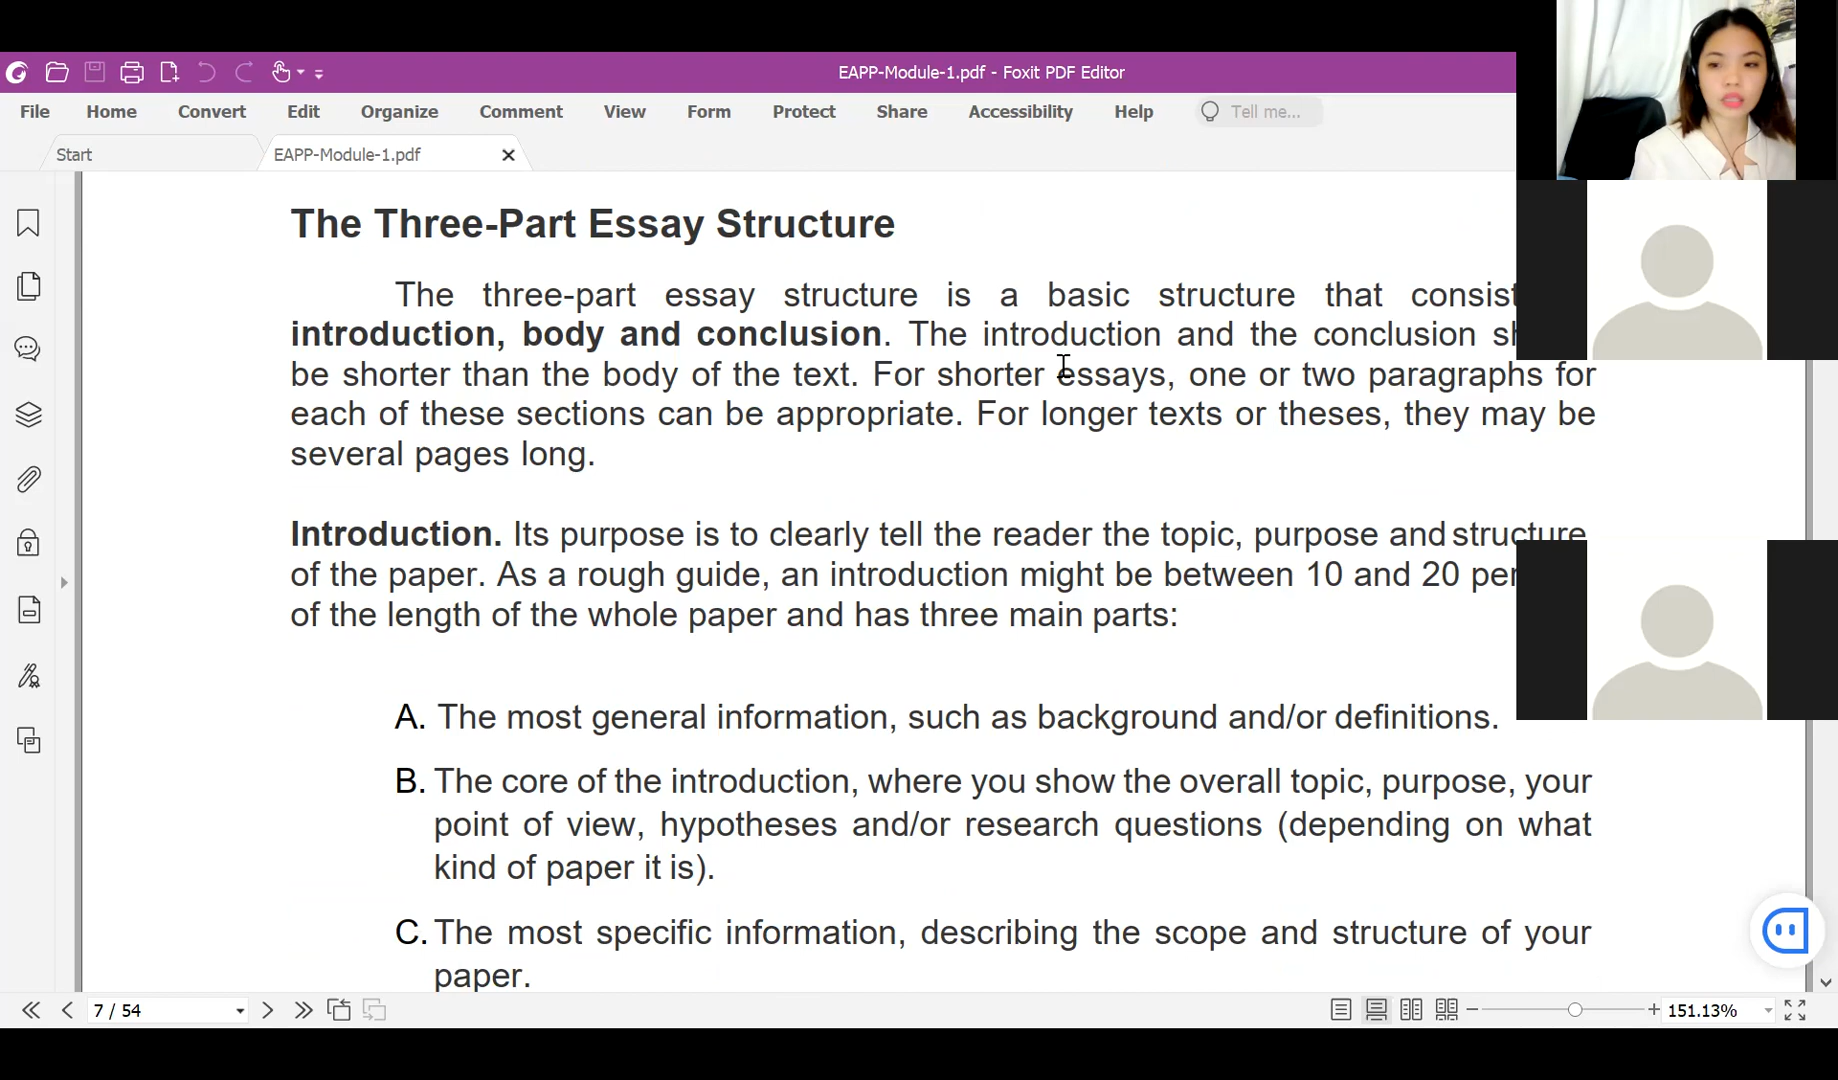 EAPP-Module-1.pdf - Foxit PDF Editor
File Home Convert Edit Organize Comment View Form Protect Share Accessibility Help Tell me...
Start EAPP-Module-1.pdf
The Three-Part Essay Structure
The three-part essay structure is a basic structure that consist
introduction, body and conclusion. The introduction and the conclusion sh
be shorter than the body of the text. For shorter essays, one or two paragraphs for
each of these sections can be appropriate. For longer texts or theses, they may be
several pages long.
Introduction. Its purpose is to clearly tell the reader the topic, purpose and structure
of the paper. As a rough guide, an introduction might be between 10 and 20 per
of the length of the whole paper and has three main parts:
A. The most general information, such as background and/or definitions.
B. The core of the introduction, where you show the overall topic, purpose, your
point of view, hypotheses and/or research questions (depending on what
kind of paper it is).
C. The most specific information, describing the scope and structure of your
paper.
7 / 54 151.13%